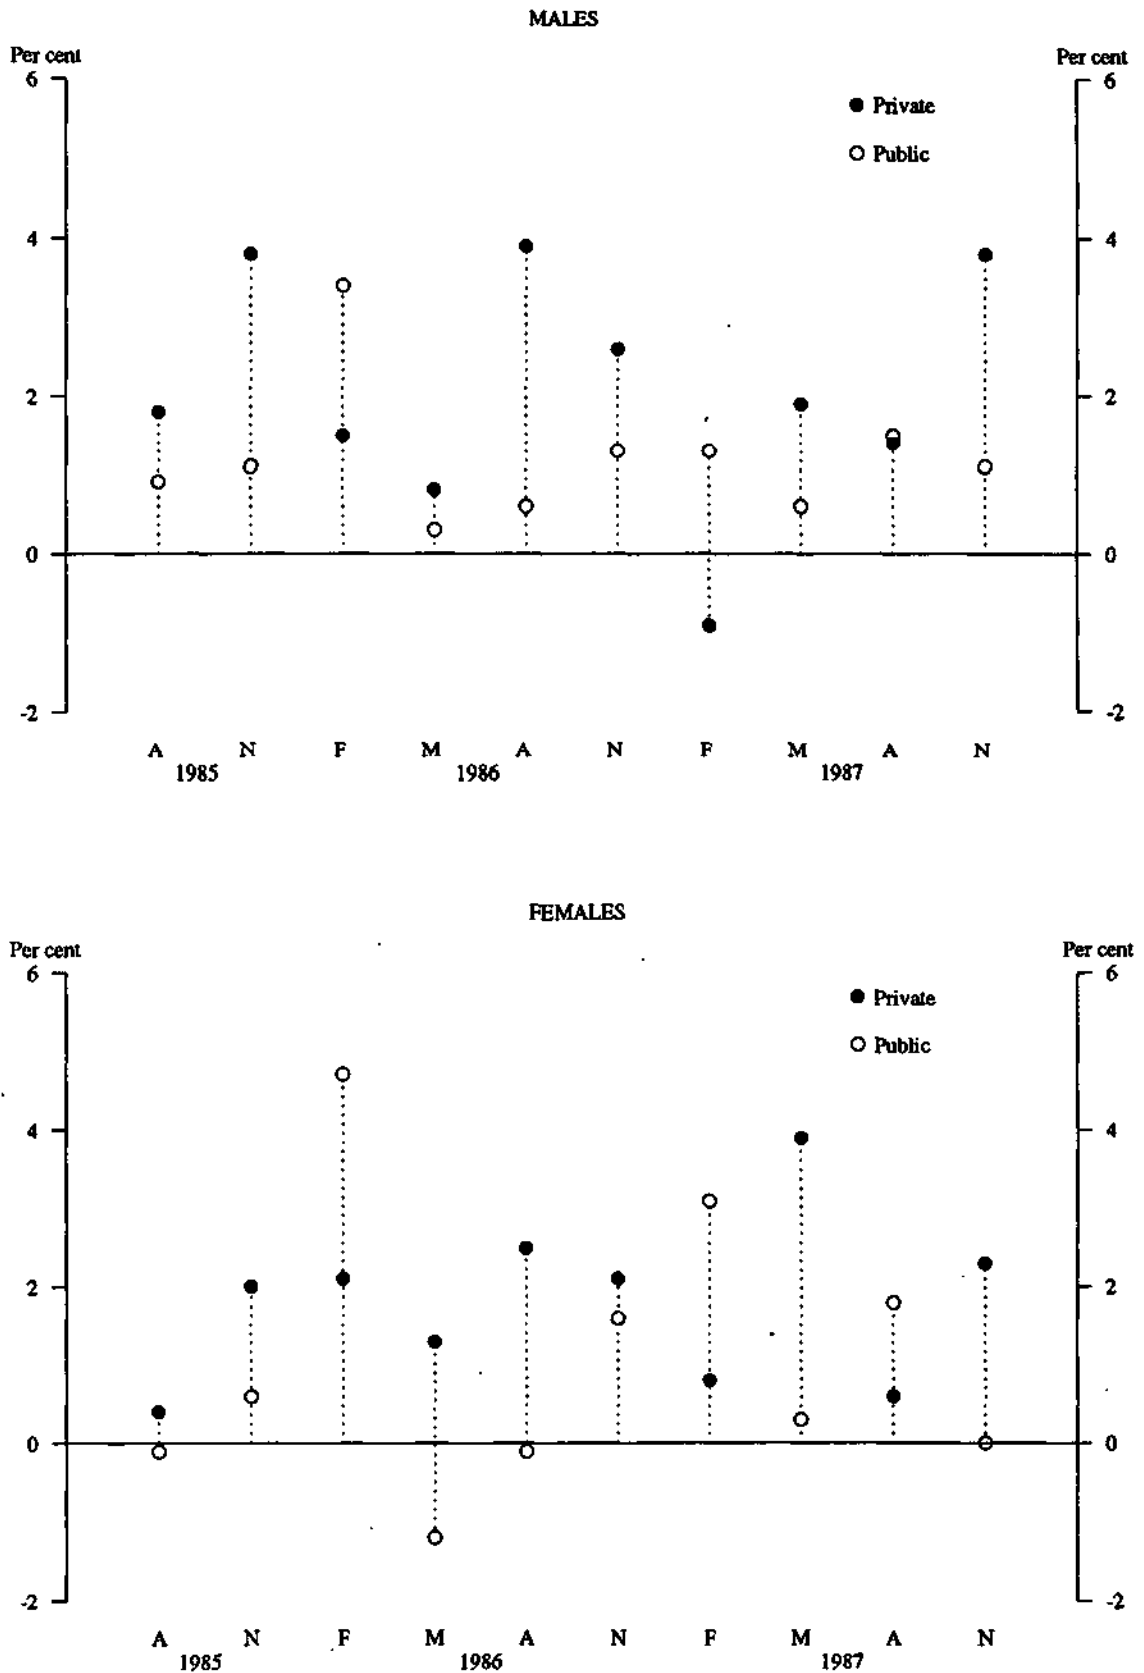 MALES
Per cent Per cent
6 6
● Private
○ Public
4 4
2 2
0 0
-2 -2
A N F M A N F M A N
1985 1986 1987
FEMALES
Per cent Per cent
6 6
● Private
○ Public
4 4
2 2
0 0
-2 -2
A N F M A N F M A N
1985 1986 1987